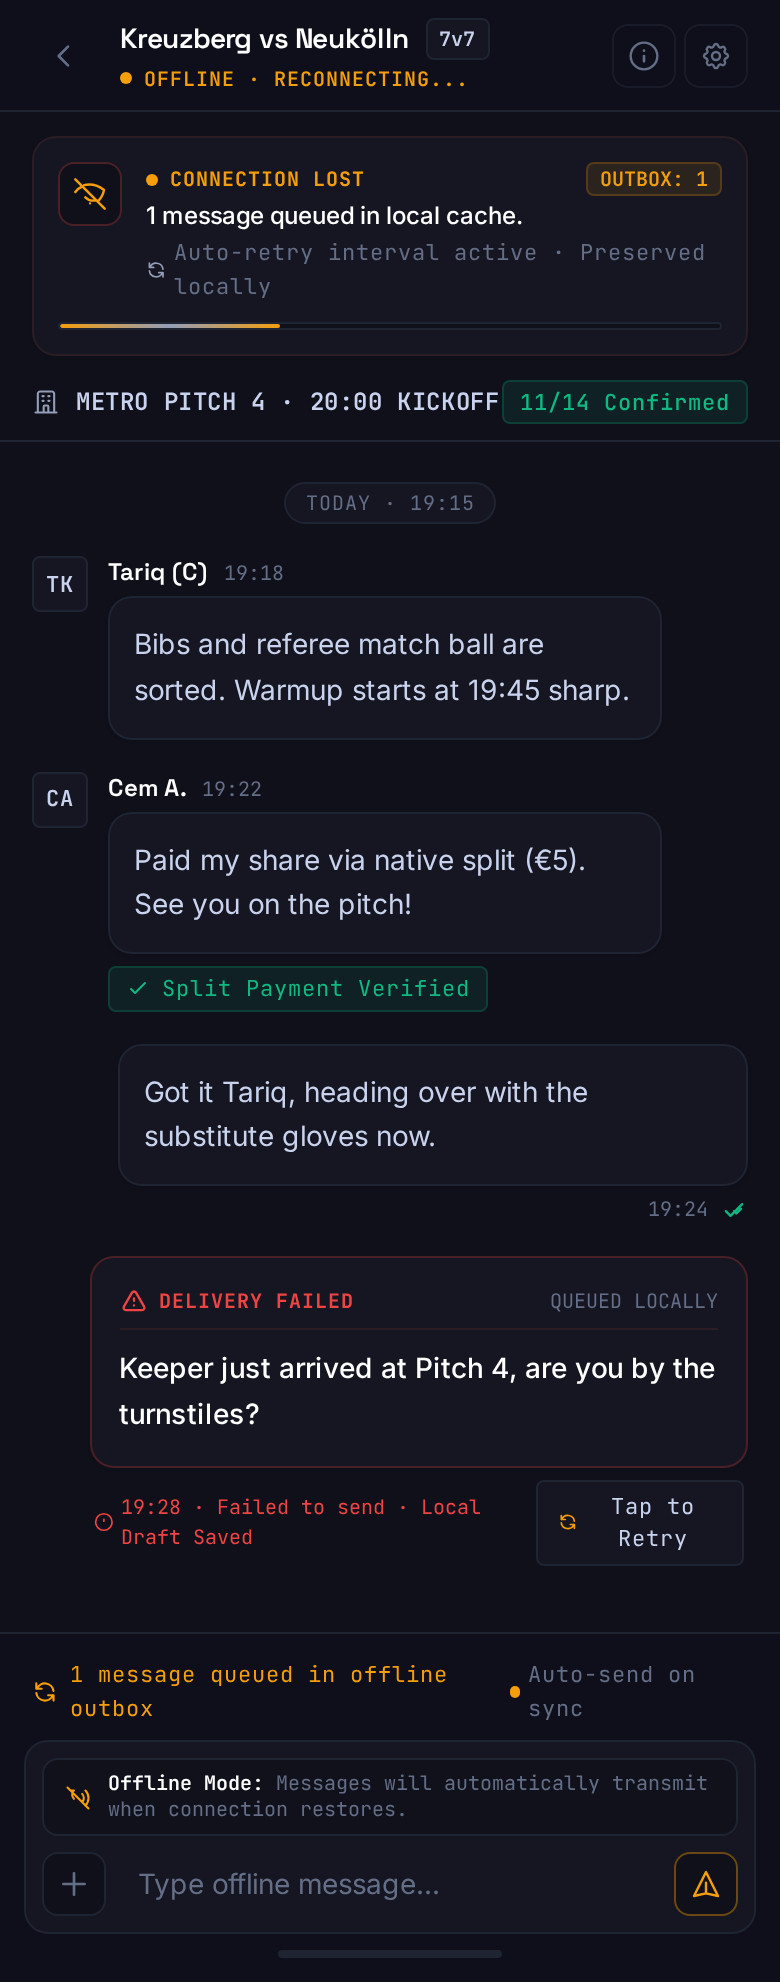 Kreuzberg vs Neukölln 7v7
OFFLINE · RECONNECTING...
CONNECTION LOST OUTBOX: 1
1 message queued in local cache.
Auto-retry interval active · Preserved
locally
METRO PITCH 4 · 20:00 KICKOFF 11/14 Confirmed
TODAY · 19:15
TK Tariq (C) 19:18
Bibs and referee match ball are
sorted. Warmup starts at 19:45 sharp.
CA Cem A. 19:22
Paid my share via native split (€5).
See you on the pitch!
Split Payment Verified
Got it Tariq, heading over with the
substitute gloves now.
19:24
DELIVERY FAILED QUEUED LOCALLY
Keeper just arrived at Pitch 4, are you by the
turnstiles?
19:28 · Failed to send · Local
Draft Saved
Tap to
Retry
1 message queued in offline
outbox
Auto-send on
sync
Offline Mode: Messages will automatically transmit
when connection restores.
Type offline message...